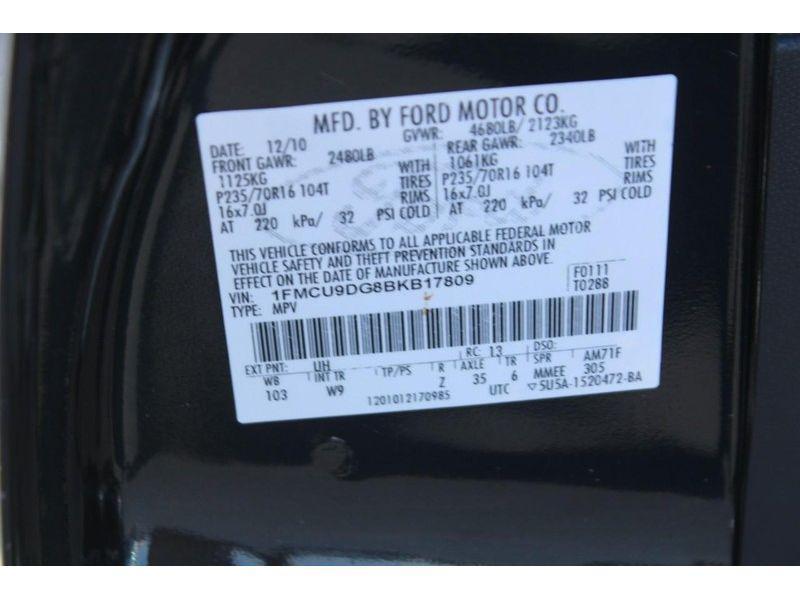 MFD. BY FORD MOTOR CO.
DATE: 12/10 GVWR: 4680LB/ 2123KG
FRONT GAWR: 2480LB REAR GAWR: 2340LB
1125KG WITH 1061KG WITH
P235/70R16 104T TIRES P235/70R16 104T TIRES
16x7.0J RIMS 16x7.0J RIMS
AT 220 kPa/ 32 PSI COLD AT 220 kPa/ 32 PSI COLD
THIS VEHICLE CONFORMS TO ALL APPLICABLE FEDERAL MOTOR
VEHICLE SAFETY AND THEFT PREVENTION STANDARDS IN
EFFECT ON THE DATE OF MANUFACTURE SHOWN ABOVE.
VIN: 1FMCU9DG8BKB17809 F0111
TYPE: MPV T0288
EXT PNT: UH RC: 13 DSO:
WB INT TR TP/PS R AXLE TR SPR AM71F
103 W9 Z 35 6 MMEE 305
1201012170985 UTC ▽5U5A-1520472-BA